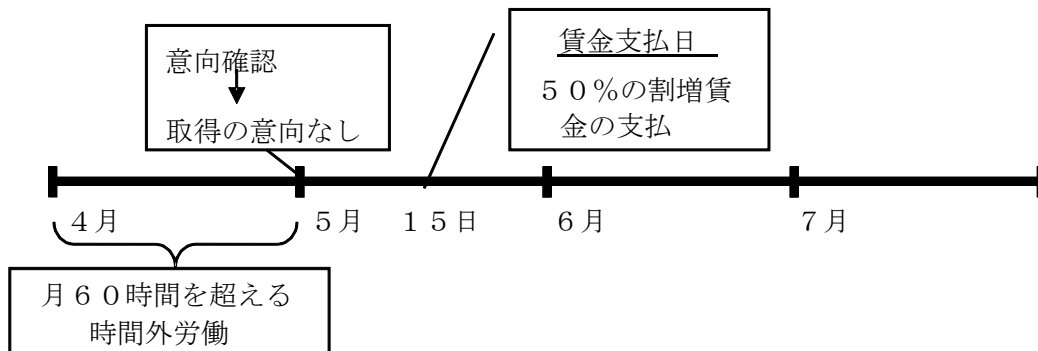 意向確認
取得の意向なし
賃金支払日
５０％の割増賃
金の支払
４月
５月
１５日
６月
７月
月６０時間を超える
時間外労働